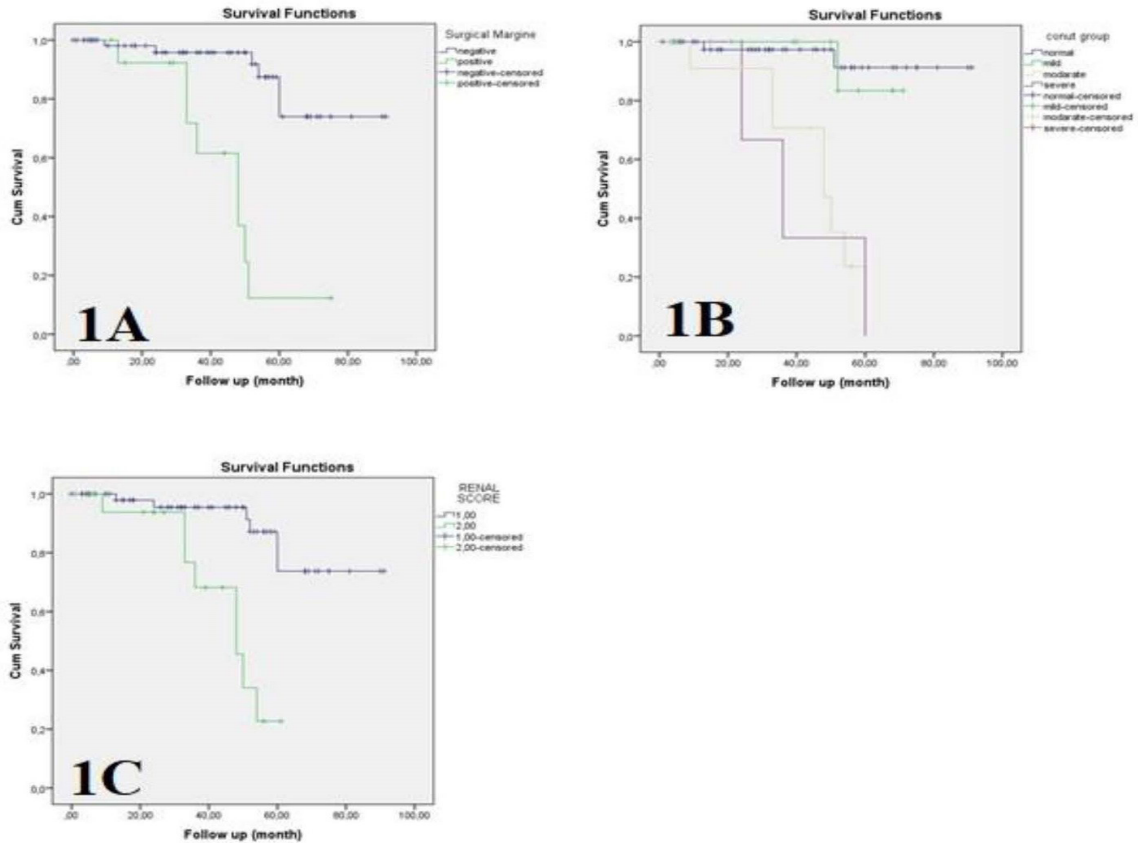 Survival Functions
Surgical Margine
negative
positive
negative-censored
positive-censored
1,0
0,8
0,6
0,4
0,2
0,0
Cum Survival
1A
,00 20,00 40,00 60,00 80,00 100,00
Follow up (month)
Survival Functions
conut group
normal
mild
modarate
severe
normal-censored
mild-censored
modarate-censored
severe-censored
1,0
0,8
0,6
0,4
0,2
0,0
Cum Survival
1B
,00 20,00 40,00 60,00 80,00 100,00
Follow up (month)
Survival Functions
RENAL
SCORE
1,00
2,00
1,00-censored
2,00-censored
1,0
0,8
0,6
0,4
0,2
0,0
Cum Survival
1C
,00 20,00 40,00 60,00 80,00 100,00
Follow up (month)